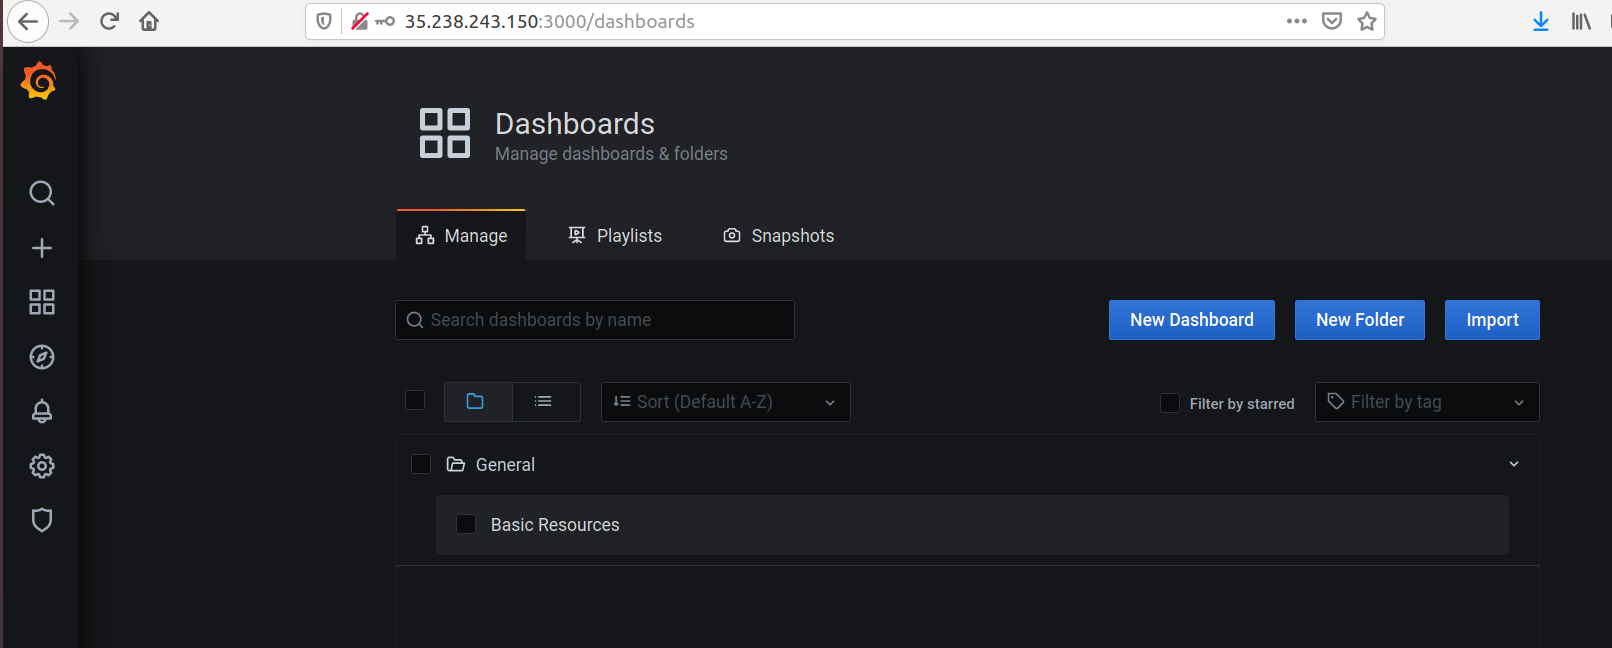 35.238.243.150:3000/dashboards
Dashboards
Manage dashboards & folders
Manage Playlists Snapshots
Search dashboards by name New Dashboard New Folder Import
Sort (Default A-Z) Filter by starred Filter by tag
General
Basic Resources